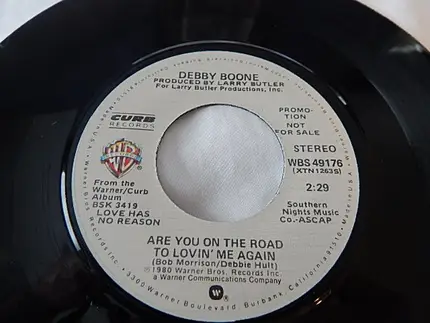 DEBBY BOONE
PRODUCED BY LARRY BUTLER
For Larry Butler Productions, Inc.
CURB
RECORDS
PROMO-
TION
NOT
FOR SALE
STEREO
WBS 49176
(XTN1263S)
2:29
From the
Warner/Curb
Album
BSK 3419
LOVE HAS
NO REASON
Southern
Nights Music
Co.-ASCAP
ARE YOU ON THE ROAD
TO LOVIN' ME AGAIN
(Bob Morrison/Debbie Hult)
℗1980 Warner Bros. Records Inc.
a Warner Communications Company
3300 Warner Boulevard, Burbank California 91510